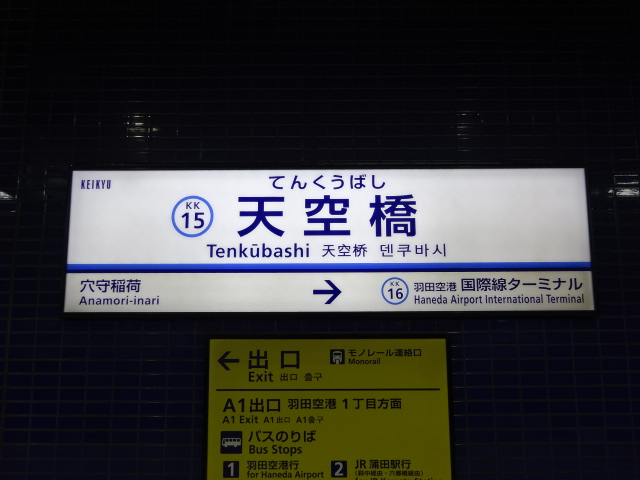 KEIKYU
てんくうばし
KK
15
天空橋
Tenkūbashi 天空桥 덴쿠바시
穴守稲荷
Anamori-inari
→
KK
16
羽田空港 国際線ターミナル
Haneda Airport International Terminal
← 出口
Exit 出口 출구
モノレール連絡口
Monorail
A1出口 羽田空港 1丁目方面
A1 Exit A1出口 A1출구
バスのりば
Bus Stops
1 羽田空港行
for Haneda Airport
2 JR 蒲田駅行